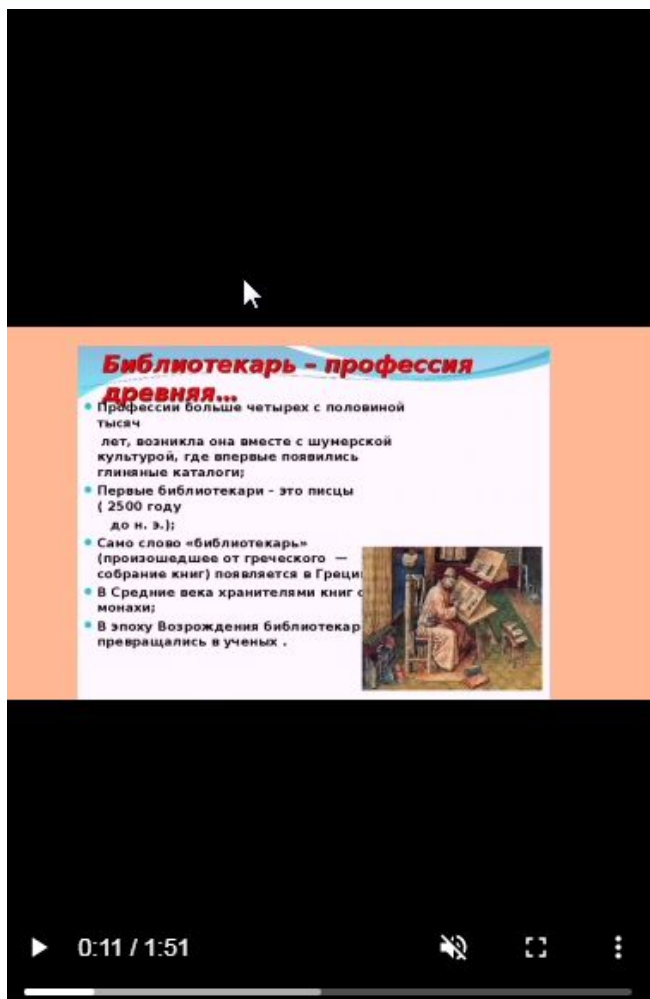 Библиотекарь – профессия
древняя...
Профессии больше четырех с половиной
тысяч
лет, возникла она вместе с шумерской
культурой, где впервые появились
глиняные каталоги;
Первые библиотекари – это писцы
( 2500 году
до н. э.);
Само слово «библиотекарь»
(произошедшее от греческого —
собрание книг) появляется в Греци
В Средние века хранителями книг
монахи;
В эпоху Возрождения библиотекар
превращались в ученых .
0:11 / 1:51